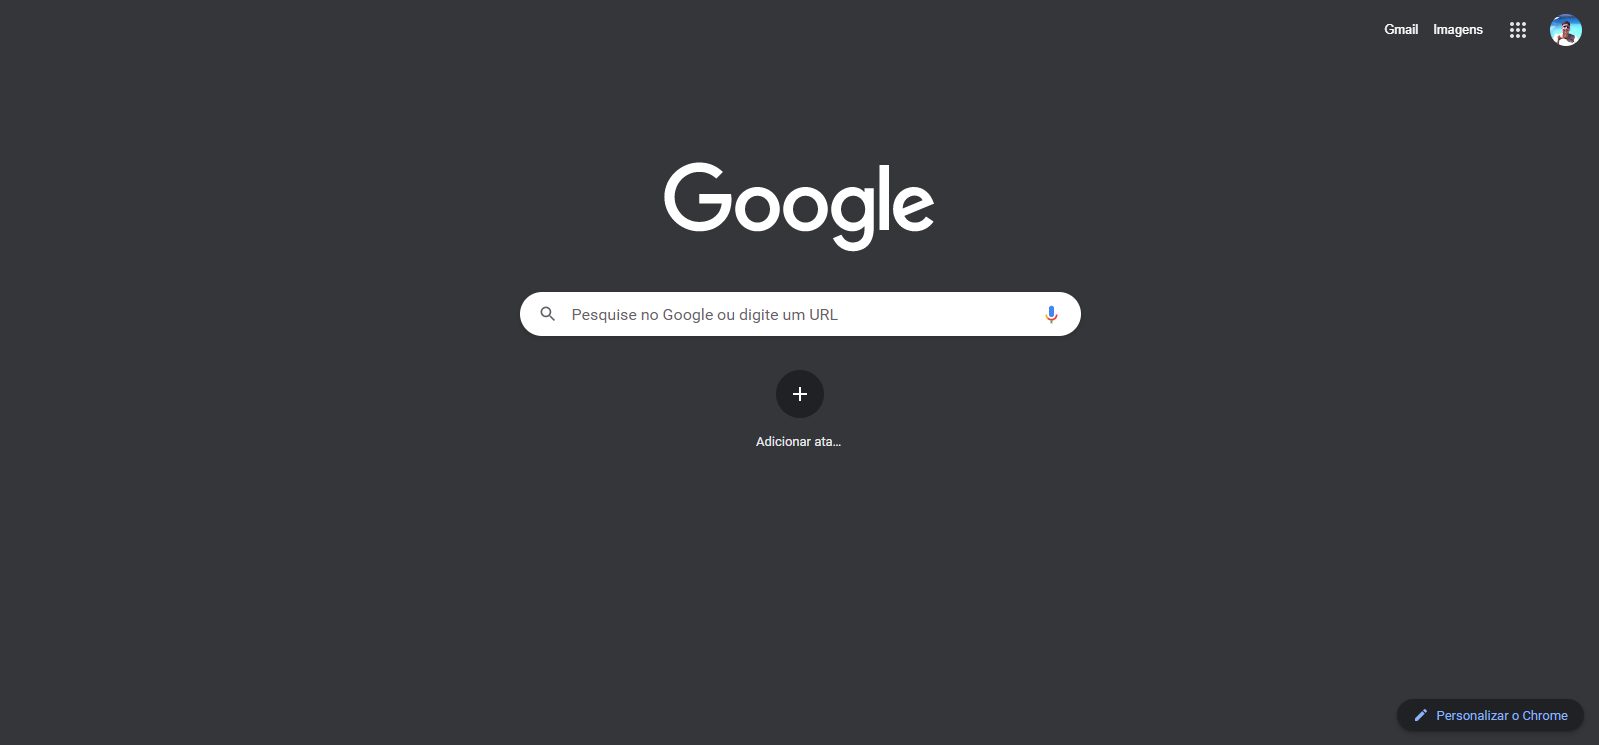 Gmail Imagens
Google
Pesquise no Google ou digite um URL
Adicionar ata...
Personalizar o Chrome